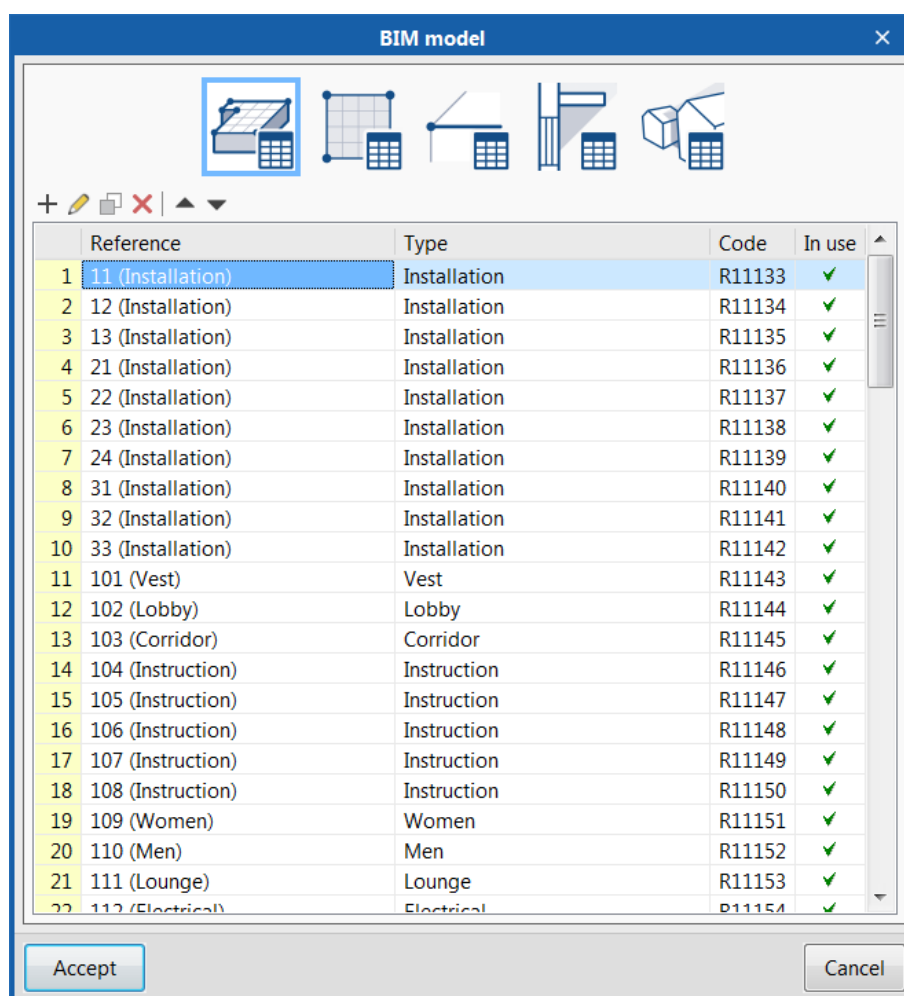 BIM model
Reference Type Code In use
1 11 (Installation) Installation R11133
2 12 (Installation) Installation R11134
3 13 (Installation) Installation R11135
4 21 (Installation) Installation R11136
5 22 (Installation) Installation R11137
6 23 (Installation) Installation R11138
7 24 (Installation) Installation R11139
8 31 (Installation) Installation R11140
9 32 (Installation) Installation R11141
10 33 (Installation) Installation R11142
11 101 (Vest) Vest R11143
12 102 (Lobby) Lobby R11144
13 103 (Corridor) Corridor R11145
14 104 (Instruction) Instruction R11146
15 105 (Instruction) Instruction R11147
16 106 (Instruction) Instruction R11148
17 107 (Instruction) Instruction R11149
18 108 (Instruction) Instruction R11150
19 109 (Women) Women R11151
20 110 (Men) Men R11152
21 111 (Lounge) Lounge R11153
22 112 (Electrical) Electrical R11154
Accept Cancel